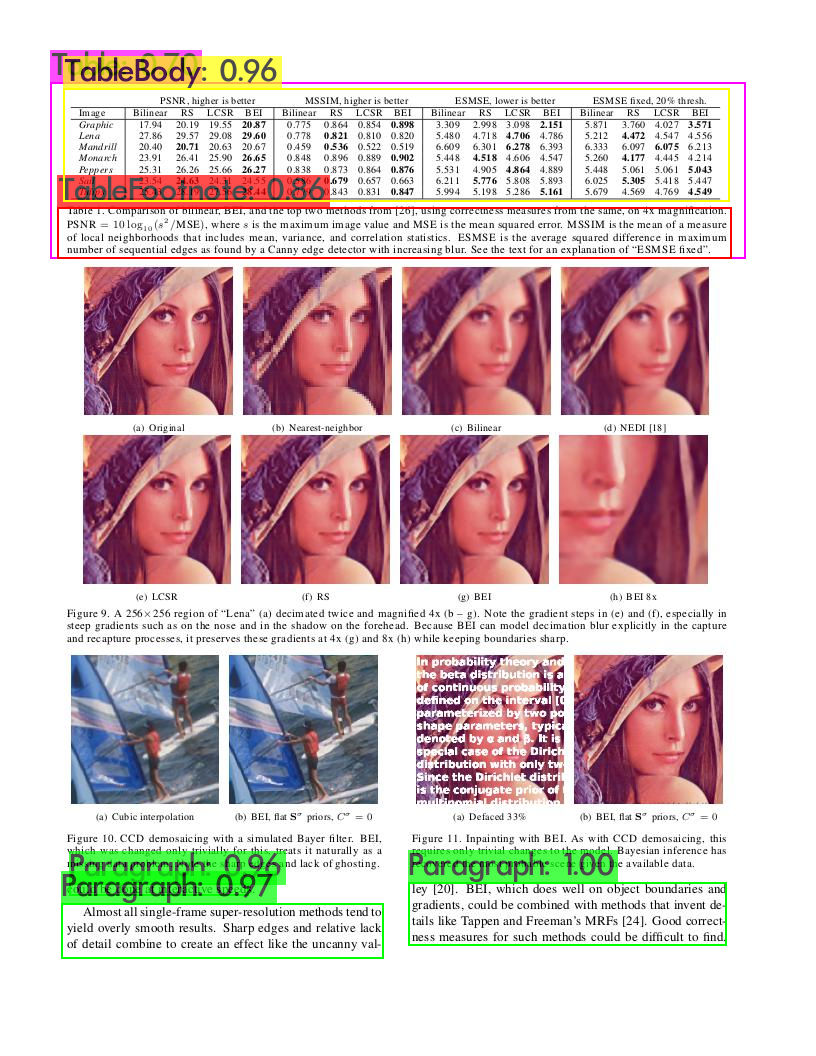 Table: 0.70
TableBody: 0.96
PSNR, higher is better MSSIM, higher is better ESMSE, lower is better ESMSE fixed, 20% thresh.
Image Bilinear RS LCSR BEI Bilinear RS LCSR BEI Bilinear RS LCSR BEI Bilinear RS LCSR BEI
Graphic 17.94 20.19 19.55 20.87 0.775 0.864 0.854 0.898 3.309 2.998 3.098 2.151 5.871 3.760 4.027 3.571
Lena 27.86 29.57 29.08 29.60 0.778 0.821 0.810 0.820 5.480 4.718 4.706 4.786 5.212 4.472 4.547 4.556
Mandrill 20.40 20.71 20.63 20.67 0.459 0.536 0.522 0.519 6.609 6.301 6.278 6.393 6.333 6.097 6.075 6.213
Monarch 23.91 26.41 25.90 26.65 0.848 0.896 0.889 0.902 5.448 4.518 4.606 4.547 5.260 4.177 4.445 4.214
Peppers 25.31 26.26 25.66 26.27 0.838 0.873 0.864 0.876 5.531 4.905 4.864 4.889 5.448 5.061 5.061 5.043
0.679 0.657 0.663 6.211 5.776 5.808 5.893 6.025 5.305 5.418 5.447
0.843 0.831 0.847 5.994 5.198 5.286 5.161 5.679 4.969 4.763 4.549
TableFootnote: 0.86
Table 1. Comparison of bilinear, BEI, and the top two methods from [26], using correctness measures from the same, on 4x magnification.
PSNR = 10 log₁₀(s²/MSE), where s is the maximum image value and MSE is the mean squared error. MSSIM is the mean of a measure
of local neighborhoods that includes mean, variance, and correlation statistics. ESMSE is the average squared difference in maximum
number of sequential edges as found by a Canny edge detector with increasing blur. See the text for an explanation of “ESMSE fixed”.
(a) Original (b) Nearest-neighbor (c) Bilinear (d) NEDI [18]
(e) LCSR (f) RS (g) BEI (h) BEI 8x
Figure 9. A 256×256 region of “Lena” (a) decimated twice and magnified 4x (b – g). Note the gradient steps in (e) and (f), especially in
steep gradients such as on the nose and in the shadow on the forehead. Because BEI can model decimation blur explicitly in the capture
and recapture processes, it preserves these gradients at 4x (g) and 8x (h) while keeping boundaries sharp.
(a) Cubic interpolation (b) BEI, flat Sσ priors, Cσ = 0
Figure 10. CCD demosaicing with a simulated Bayer filter. BEI,
which was changed only trivially for this, treats it naturally as a
and lack of ghosting.
Paragraph: 0.96
Paragraph: 0.97
Almost all single-frame super-resolution methods tend to
yield overly smooth results. Sharp edges and relative lack
of detail combine to create an effect like the uncanny val-
In probability theory and
the beta distribution is a
of continuous probability
defined on the interval [0
parameterized by two po
shape parameters, typica
denoted by α and β. It is
special case of the Dirich
distribution with only tw
Since the Dirichlet distri
is the conjugate prior of
multinomial distribution
(a) Defaced 33% (b) BEI, flat Sσ priors, Cσ = 0
Figure 11. Inpainting with BEI. As with CCD demosaicing, this
requires only trivial changes to the model. Bayesian inference has
the available data.
Paragraph: 1.00
ley [20]. BEI, which does well on object boundaries and
gradients, could be combined with methods that invent de-
tails like Tappen and Freeman’s MRFs [24]. Good correct-
ness measures for such methods could be difficult to find,